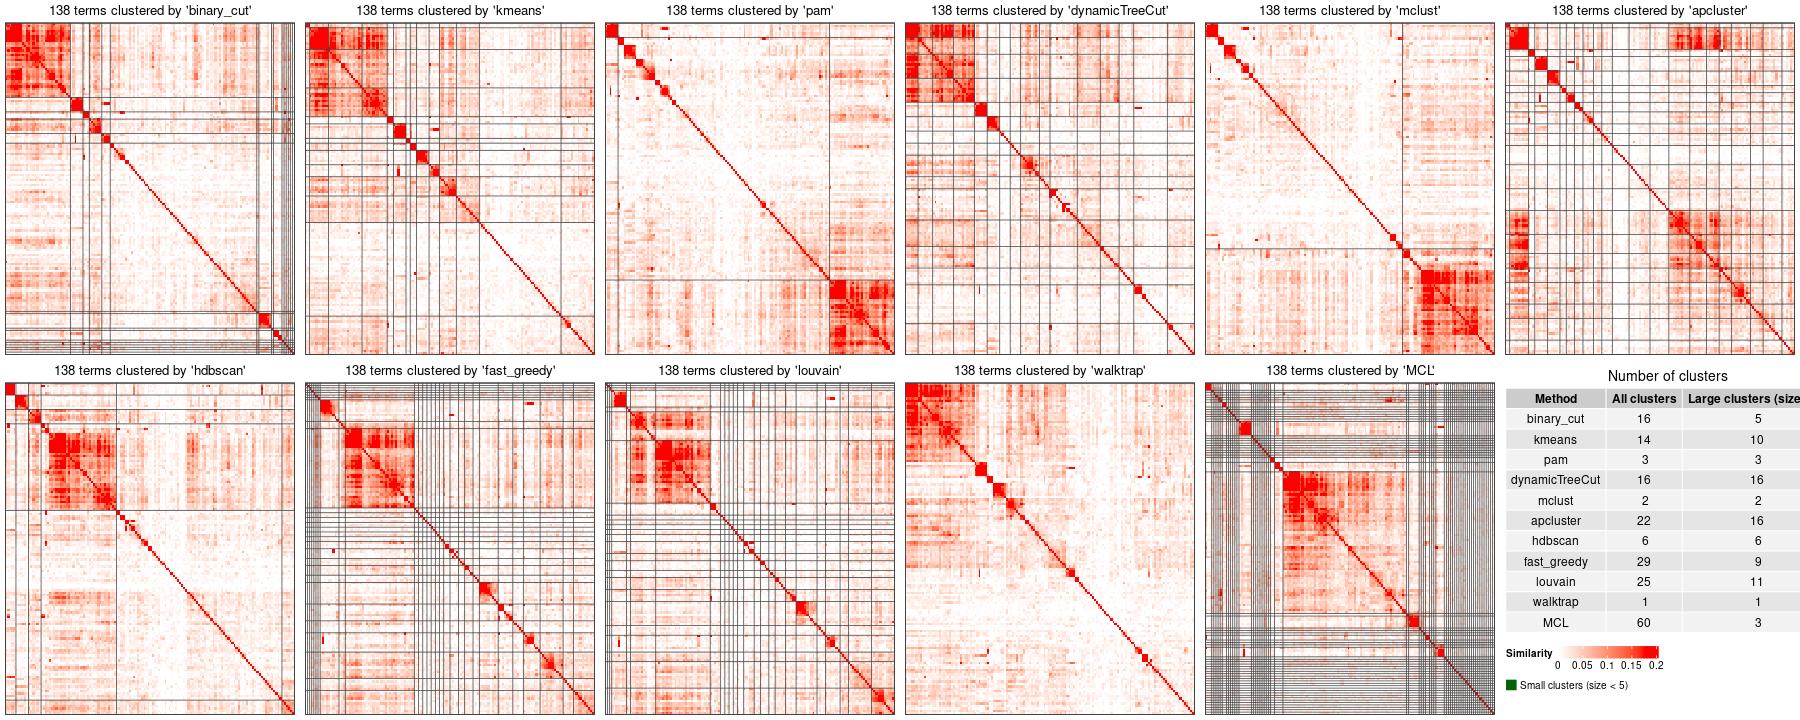 138 terms clustered by 'binary_cut'
138 terms clustered by 'kmeans'
138 terms clustered by 'pam'
138 terms clustered by 'dynamicTreeCut'
138 terms clustered by 'mclust'
138 terms clustered by 'apcluster'
138 terms clustered by 'hdbscan'
138 terms clustered by 'fast_greedy'
138 terms clustered by 'louvain'
138 terms clustered by 'walktrap'
138 terms clustered by 'MCL'
Number of clusters
Method All clusters Large clusters (size
binary_cut 16 5
kmeans 14 10
pam 3 3
dynamicTreeCut 16 16
mclust 2 2
apcluster 22 16
hdbscan 6 6
fast_greedy 29 9
louvain 25 11
walktrap 1 1
MCL 60 3
Similarity
0 0.05 0.1 0.15 0.2
Small clusters (size < 5)